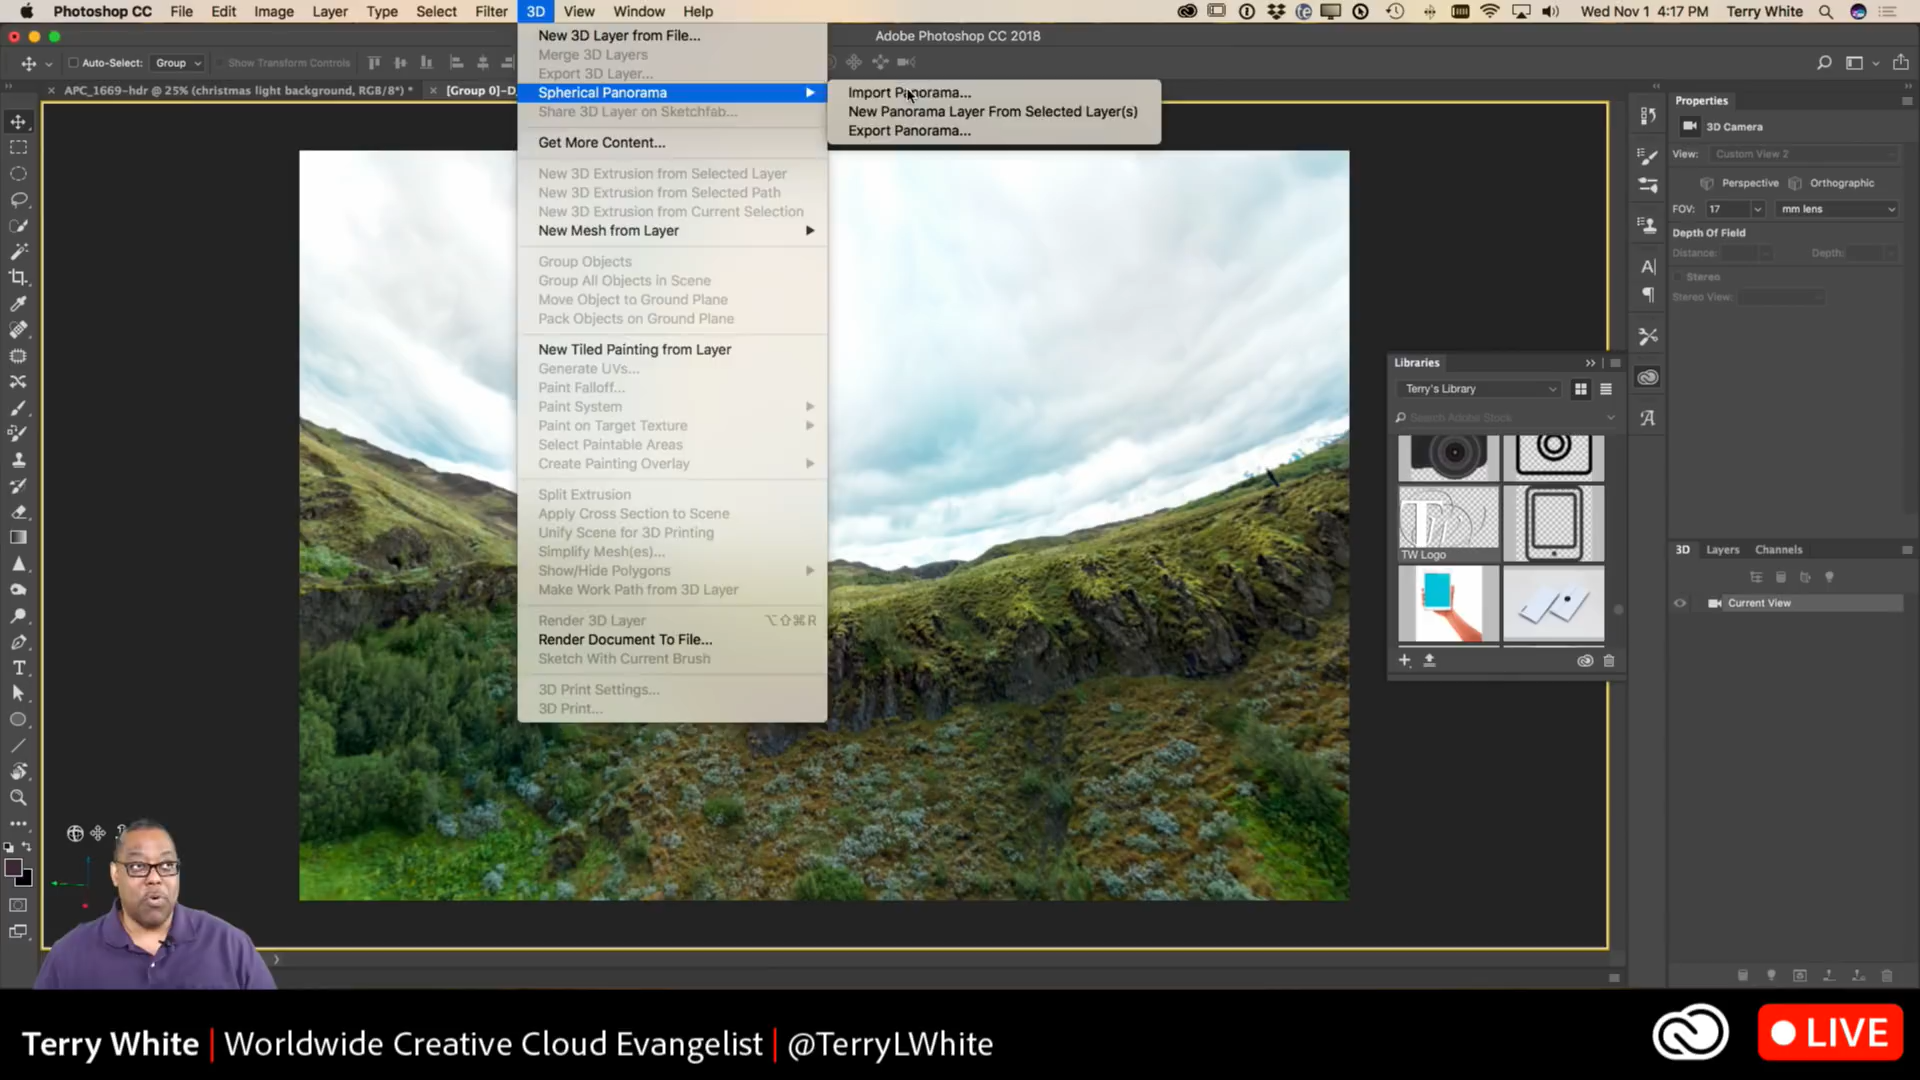 Photoshop CC File Edit Image Layer Type Select Filter 3D View Window Help
Wed Nov 1 4:17 PM Terry White
Adobe Photoshop CC 2018
Auto-Select: Group Show Transform Controls
APC_1669-hdr @ 25% (christmas light background, RGB/8*) *
[Group 0]-D
New 3D Layer from File...
Merge 3D Layers
Export 3D Layer...
Spherical Panorama
Share 3D Layer on Sketchfab...
Get More Content...
New 3D Extrusion from Selected Layer
New 3D Extrusion from Selected Path
New 3D Extrusion from Current Selection
New Mesh from Layer
Group Objects
Group All Objects in Scene
Move Object to Ground Plane
Pack Objects on Ground Plane
New Tiled Painting from Layer
Generate UVs...
Paint Falloff...
Paint System
Paint on Target Texture
Select Paintable Areas
Create Painting Overlay
Split Extrusion
Apply Cross Section to Scene
Unify Scene for 3D Printing
Simplify Mesh(es)...
Show/Hide Polygons
Make Work Path from 3D Layer
Render 3D Layer ⌥⇧⌘R
Render Document To File...
Sketch With Current Brush
3D Print Settings...
3D Print...
Import Panorama...
New Panorama Layer From Selected Layer(s)
Export Panorama...
Properties
3D Camera
View: Custom View 2
Perspective Orthographic
FOV: 17 mm lens
Depth Of Field
Distance: Depth:
Stereo
Stereo View:
Libraries
Terry's Library
Search Adobe Stock
TW Logo
3D Layers Channels
Current View
Terry White | Worldwide Creative Cloud Evangelist | @TerryLWhite
LIVE